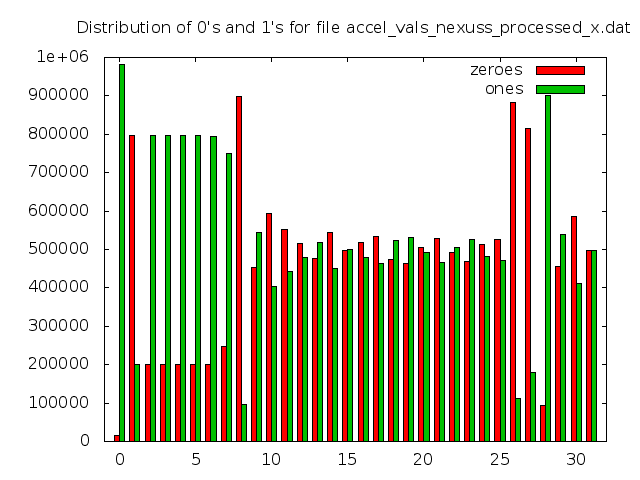 Distribution of 0's and 1's for file accel_vals_nexuss_processed_x.dat
1e+06
900000
800000
700000
600000
500000
400000
300000
200000
100000
0
zeroes
ones
0 5 10 15 20 25 30